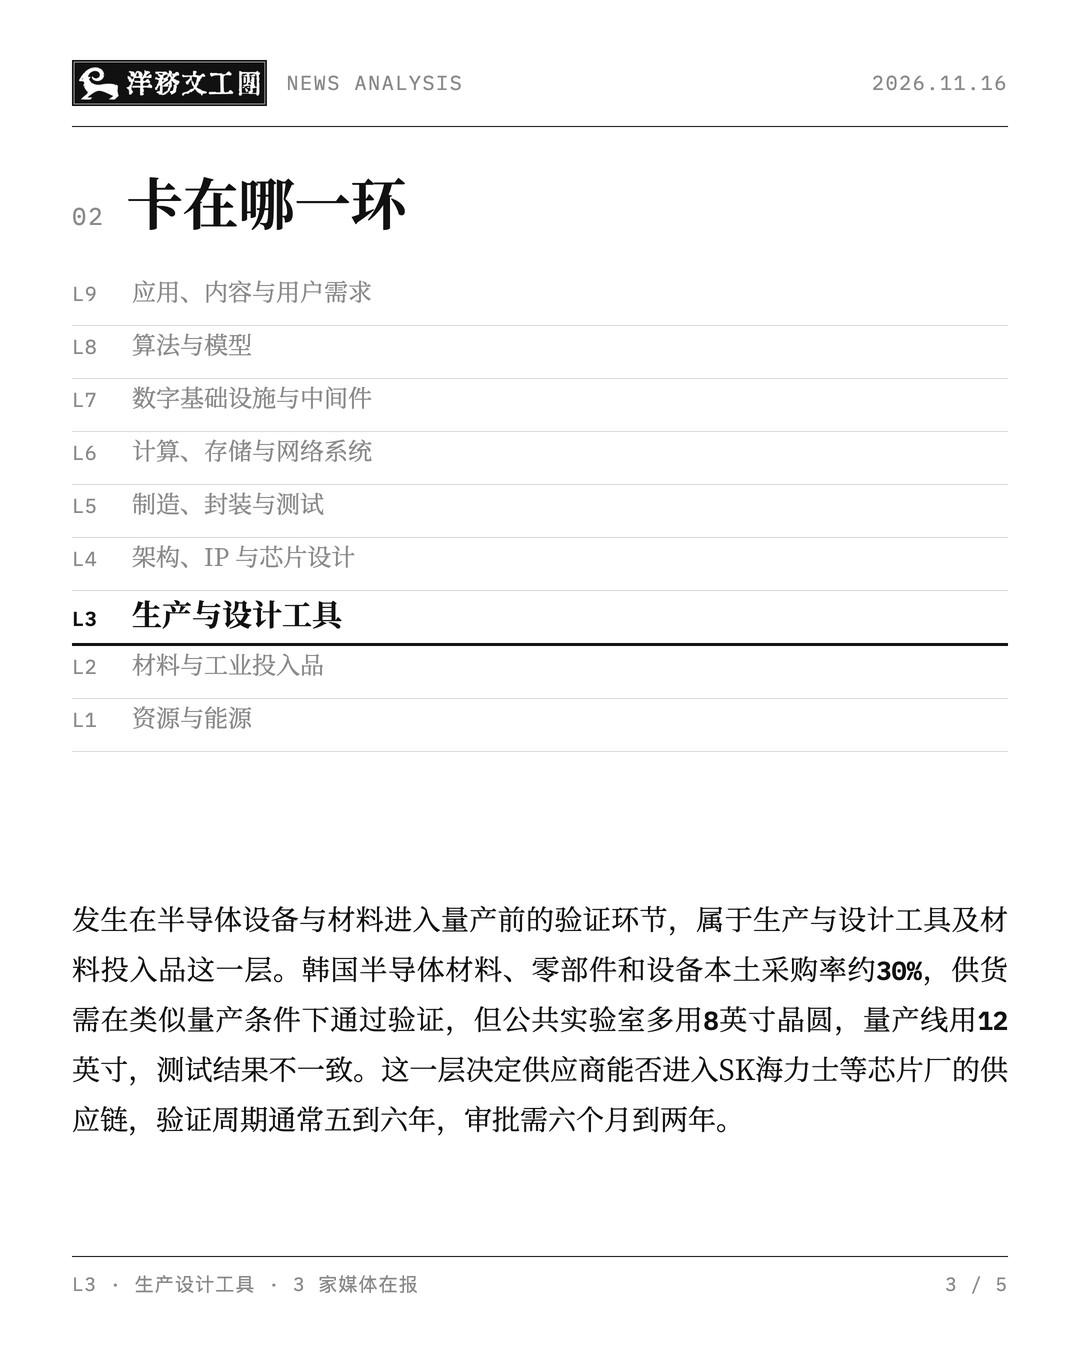 洋務文工團 NEWS ANALYSIS 2026.11.16
02 卡在哪一环
L9 应用、内容与用户需求
L8 算法与模型
L7 数字基础设施与中间件
L6 计算、存储与网络系统
L5 制造、封装与测试
L4 架构、IP 与芯片设计
L3 生产与设计工具
L2 材料与工业投入品
L1 资源与能源
发生在半导体设备与材料进入量产前的验证环节，属于生产与设计工具及材
料投入品这一层。韩国半导体材料、零部件和设备本土采购率约30%，供货
需在类似量产条件下通过验证，但公共实验室多用8英寸晶圆，量产线用12
英寸，测试结果不一致。这一层决定供应商能否进入SK海力士等芯片厂的供
应链，验证周期通常五到六年，审批需六个月到两年。
L3 · 生产设计工具 · 3 家媒体在报 3 / 5